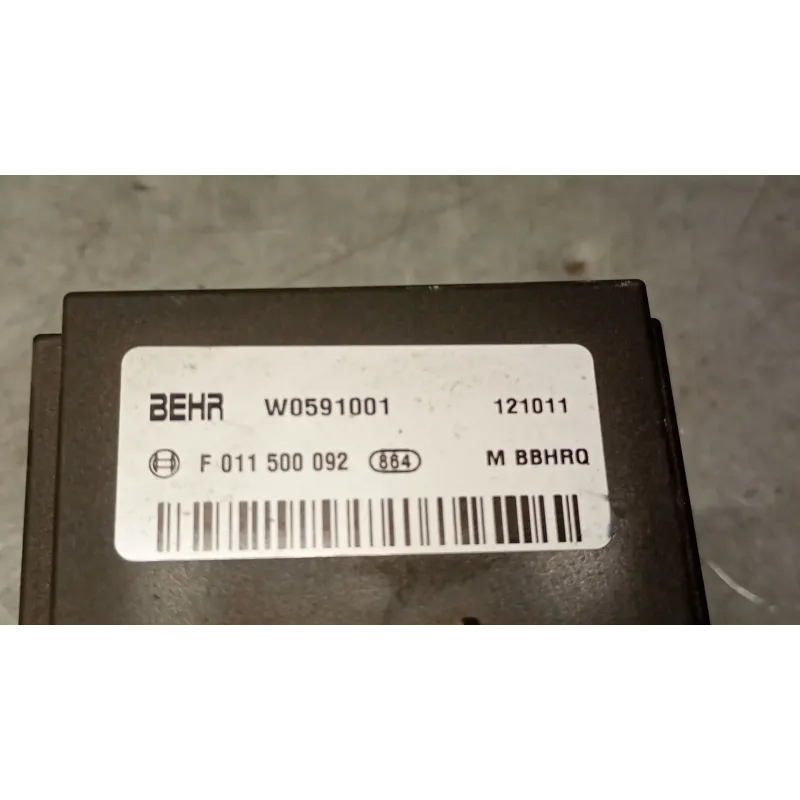 BEHR W0591001 121011
F 011 500 092 864 M BBHRQ